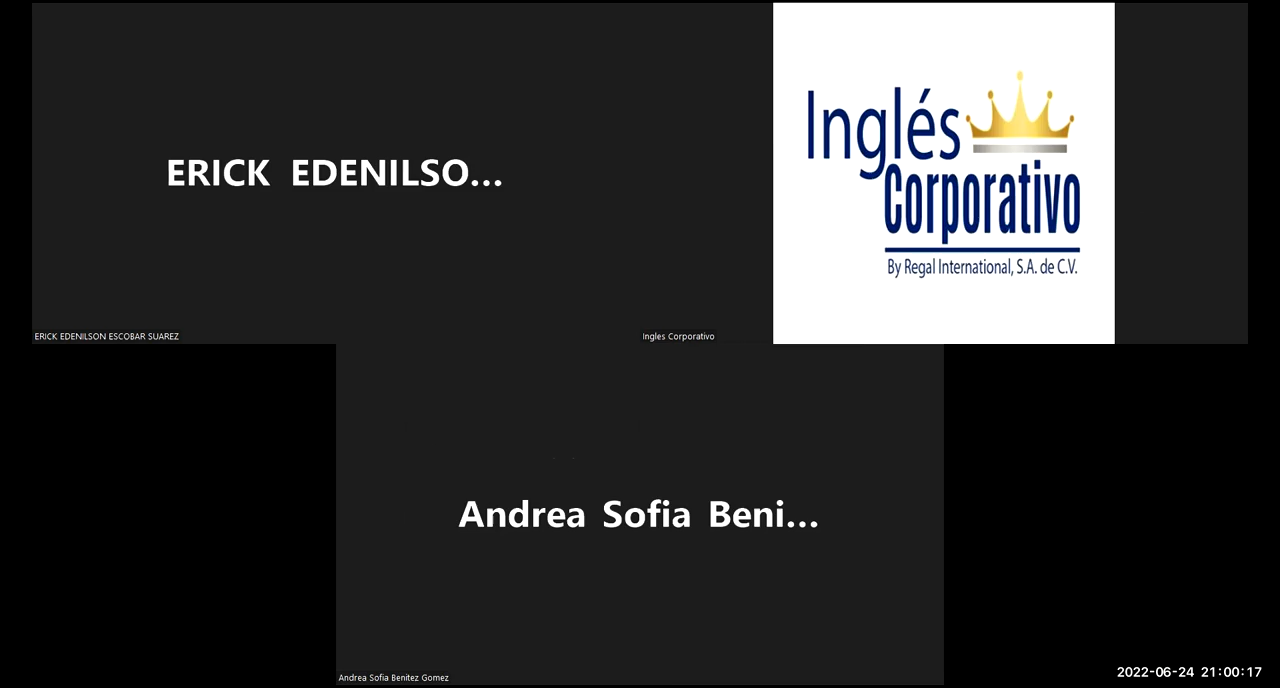 ERICK EDENILSO...
Inglés
Corporativo
By Regal International, S.A. de C.V.
ERICK EDENILSON ESCOBAR SUAREZ
Ingles Corporativo
Andrea Sofia Beni...
Andrea Sofia Benitez Gomez
2022-06-24 21:00:17